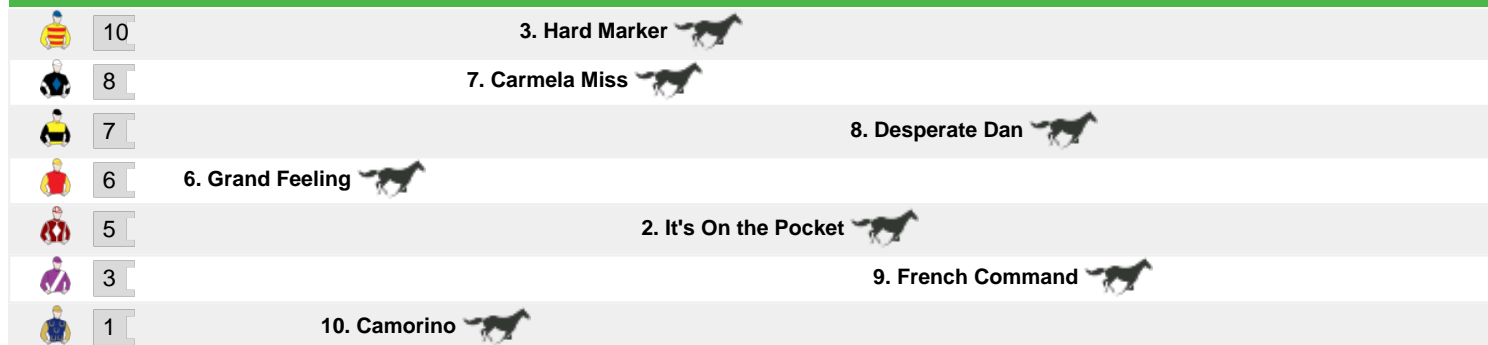 10 3. Hard Marker
8 7. Carmela Miss
7 8. Desperate Dan
6 6. Grand Feeling
5 2. It's On the Pocket
3 9. French Command
1 10. Camorino